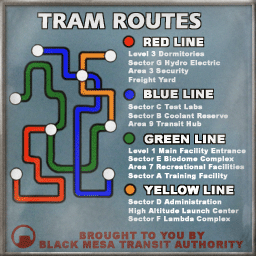 TRAM ROUTES
RED LINE
Level 3 Dormitories
Sector G Hydro Electric
Area 3 Security
Freight Yard
BLUE LINE
Sector C Test Labs
Sector B Coolant Reserve
Area 9 Transit Hub
GREEN LINE
Level 1 Main Facility Entrance
Sector E Biodome Complex
Area 7 Recreational Facilities
Sector A Training Facility
YELLOW LINE
Sector D Administration
High Altitude Launch Center
Sector F Lambda Complex
BROUGHT TO YOU BY
BLACK MESA TRANSIT AUTHORITY